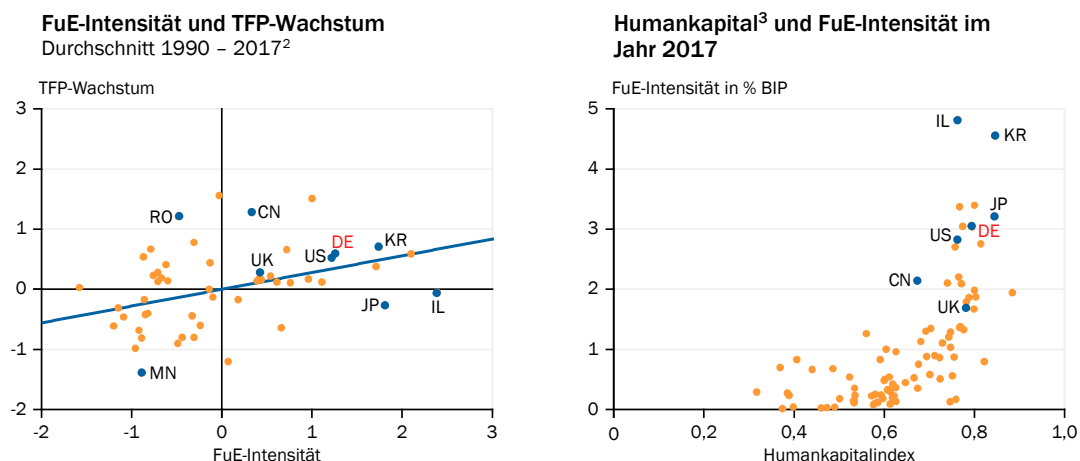 FuE-Intensität und TFP-Wachstum
Durchschnitt 1990 – 2017²
TFP-Wachstum
3
2
1
0
-1
-2
-2
-1
0
1
2
3
FuE-Intensität
RO
CN
UK
US
DE
KR
JP
IL
MN
Humankapital³ und FuE-Intensität im
Jahr 2017
FuE-Intensität in % BIP
5
4
3
2
1
0
0
0,2
0,4
0,6
0,8
1,0
Humankapitalindex
IL
KR
JP
DE
US
CN
UK